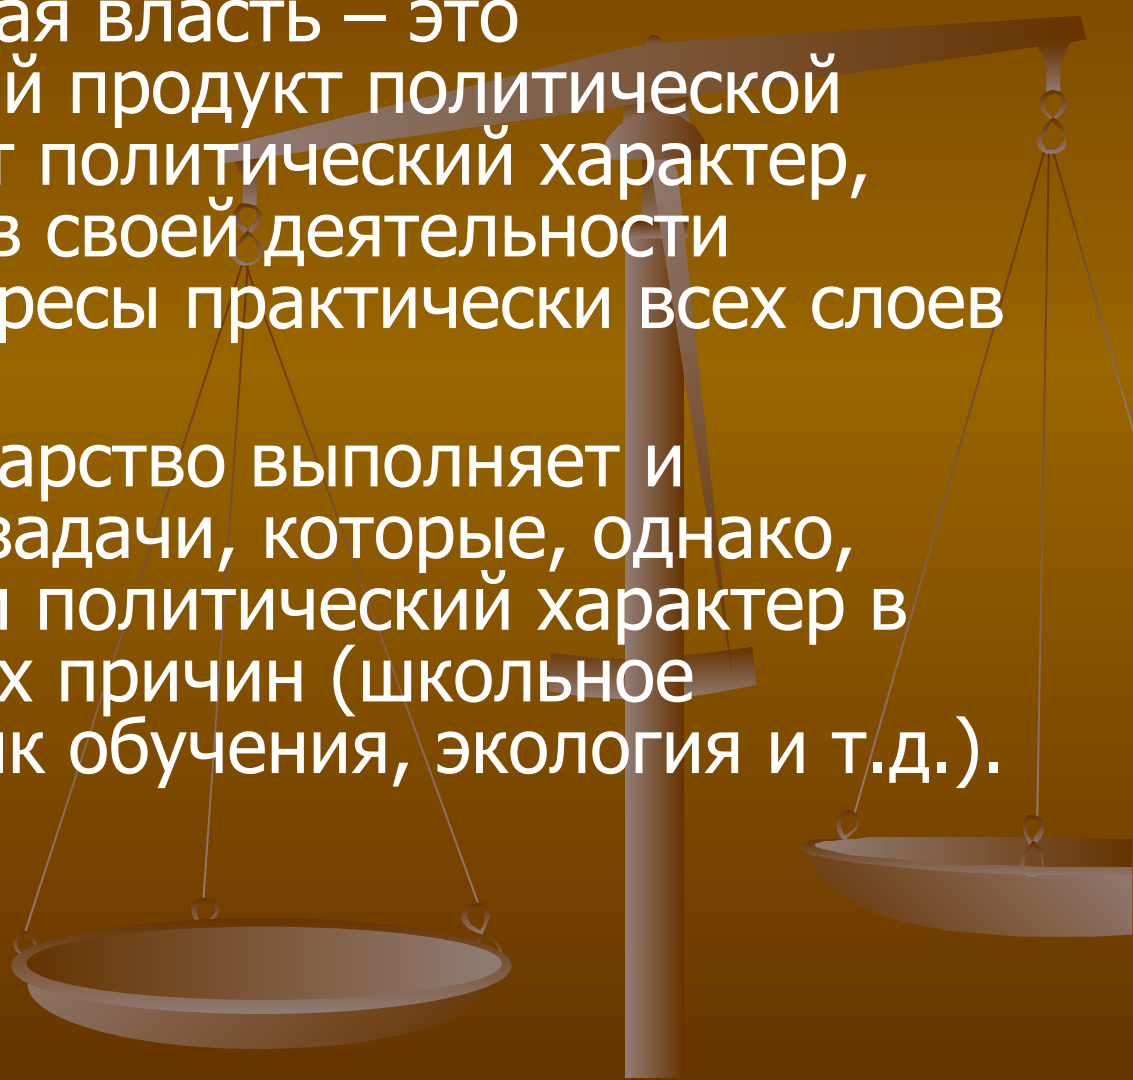 ая власть – это
й продукт политической
т политический характер,
в своей деятельности
ресы практически всех слоев
арство выполняет и
задачи, которые, однако,
и политический характер в
х причин (школьное
ик обучения, экология и т.д.).